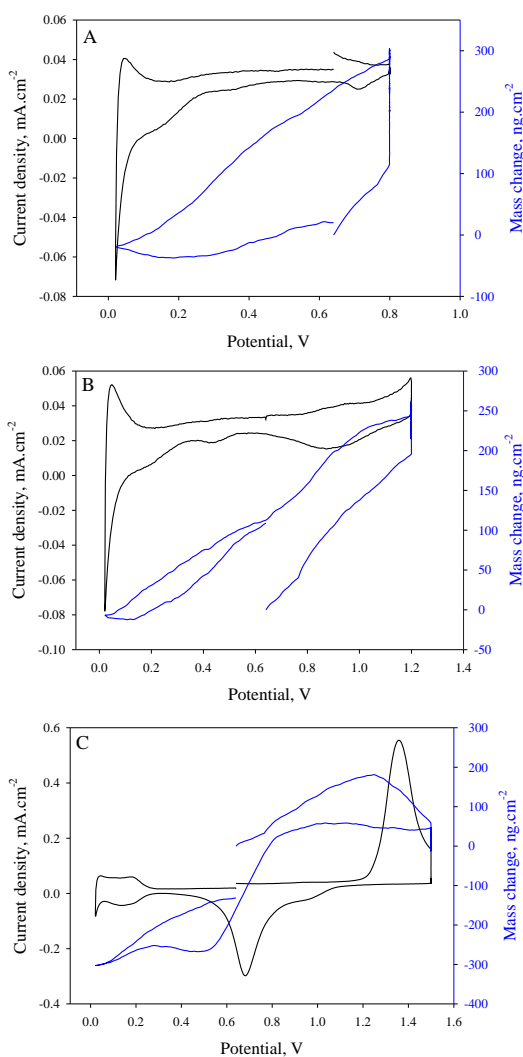 A
Current density, mA.cm-2
0.06
0.04
0.02
0.00
-0.02
-0.04
-0.06
-0.08
0.0 0.2 0.4 0.6 0.8 1.0
Potential, V
300
200
100
0
-100
Mass change, ng.cm-2
B
Current density, mA.cm-2
0.06
0.04
0.02
0.00
-0.02
-0.04
-0.06
-0.08
-0.10
0.0 0.2 0.4 0.6 0.8 1.0 1.2 1.4
Potential, V
300
250
200
150
100
50
0
-50
Mass change, ng.cm-2
C
Current density, mA.cm-2
0.6
0.4
0.2
0.0
-0.2
-0.4
0.0 0.2 0.4 0.6 0.8 1.0 1.2 1.4 1.6
Potential, V
300
200
100
0
-100
-200
-300
-400
Mass change, ng.cm-2